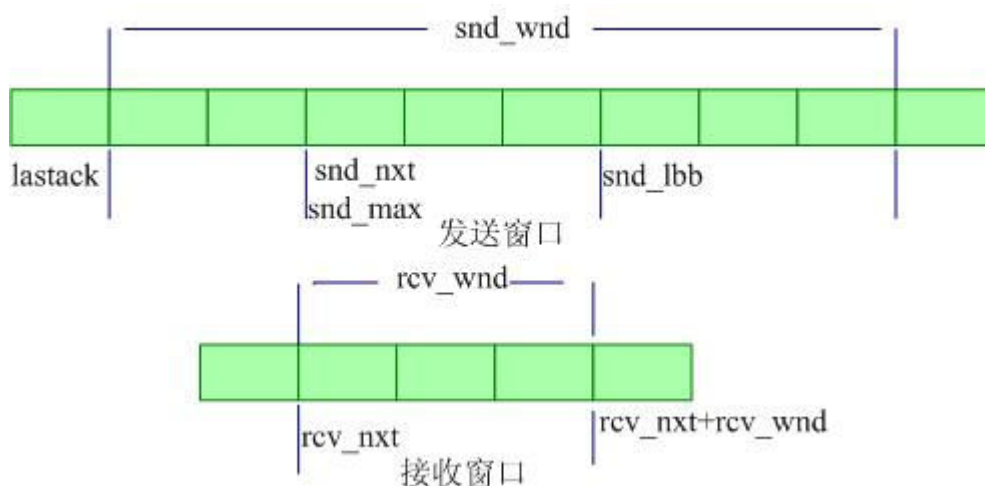 snd_wnd
lastack
snd_nxt
snd_lbb
snd_max
发送窗口
rcv_wnd
rcv_nxt
rcv_nxt+rcv_wnd
接收窗口